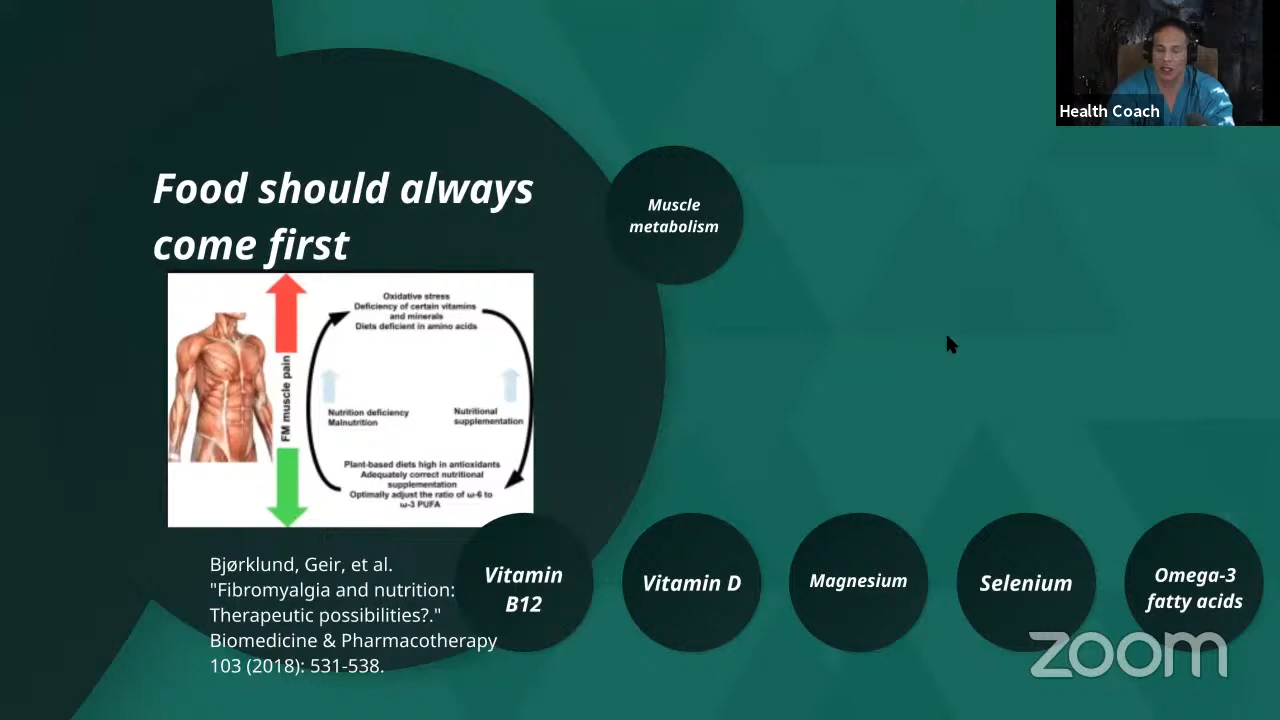 Health Coach
Food should always
come first
Muscle
metabolism
Oxidative stress
Deficiency of certain vitamins
and minerals
Diets deficient in amino acids
FM muscle pain
Nutrition deficiency
Malnutrition
Nutritional
supplementation
Plant-based diets high in antioxidants
Adequately correct nutritional
supplementation
Optimally adjust the ratio of ω-6 to
ω-3 PUFA
Bjørklund, Geir, et al.
"Fibromyalgia and nutrition:
Therapeutic possibilities?."
Biomedicine & Pharmacotherapy
103 (2018): 531-538.
Vitamin
B12
Vitamin D
Magnesium
Selenium
Omega-3
fatty acids
zoom